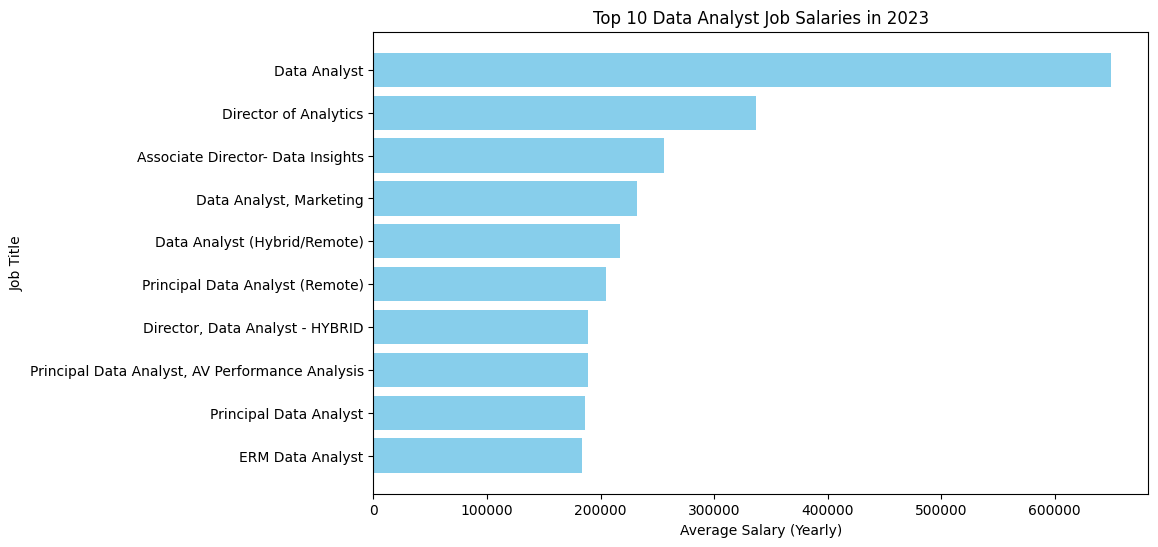 Top 10 Data Analyst Job Salaries in 2023
Job Title
Data Analyst
Director of Analytics
Associate Director- Data Insights
Data Analyst, Marketing
Data Analyst (Hybrid/Remote)
Principal Data Analyst (Remote)
Director, Data Analyst - HYBRID
Principal Data Analyst, AV Performance Analysis
Principal Data Analyst
ERM Data Analyst
0 100000 200000 300000 400000 500000 600000
Average Salary (Yearly)